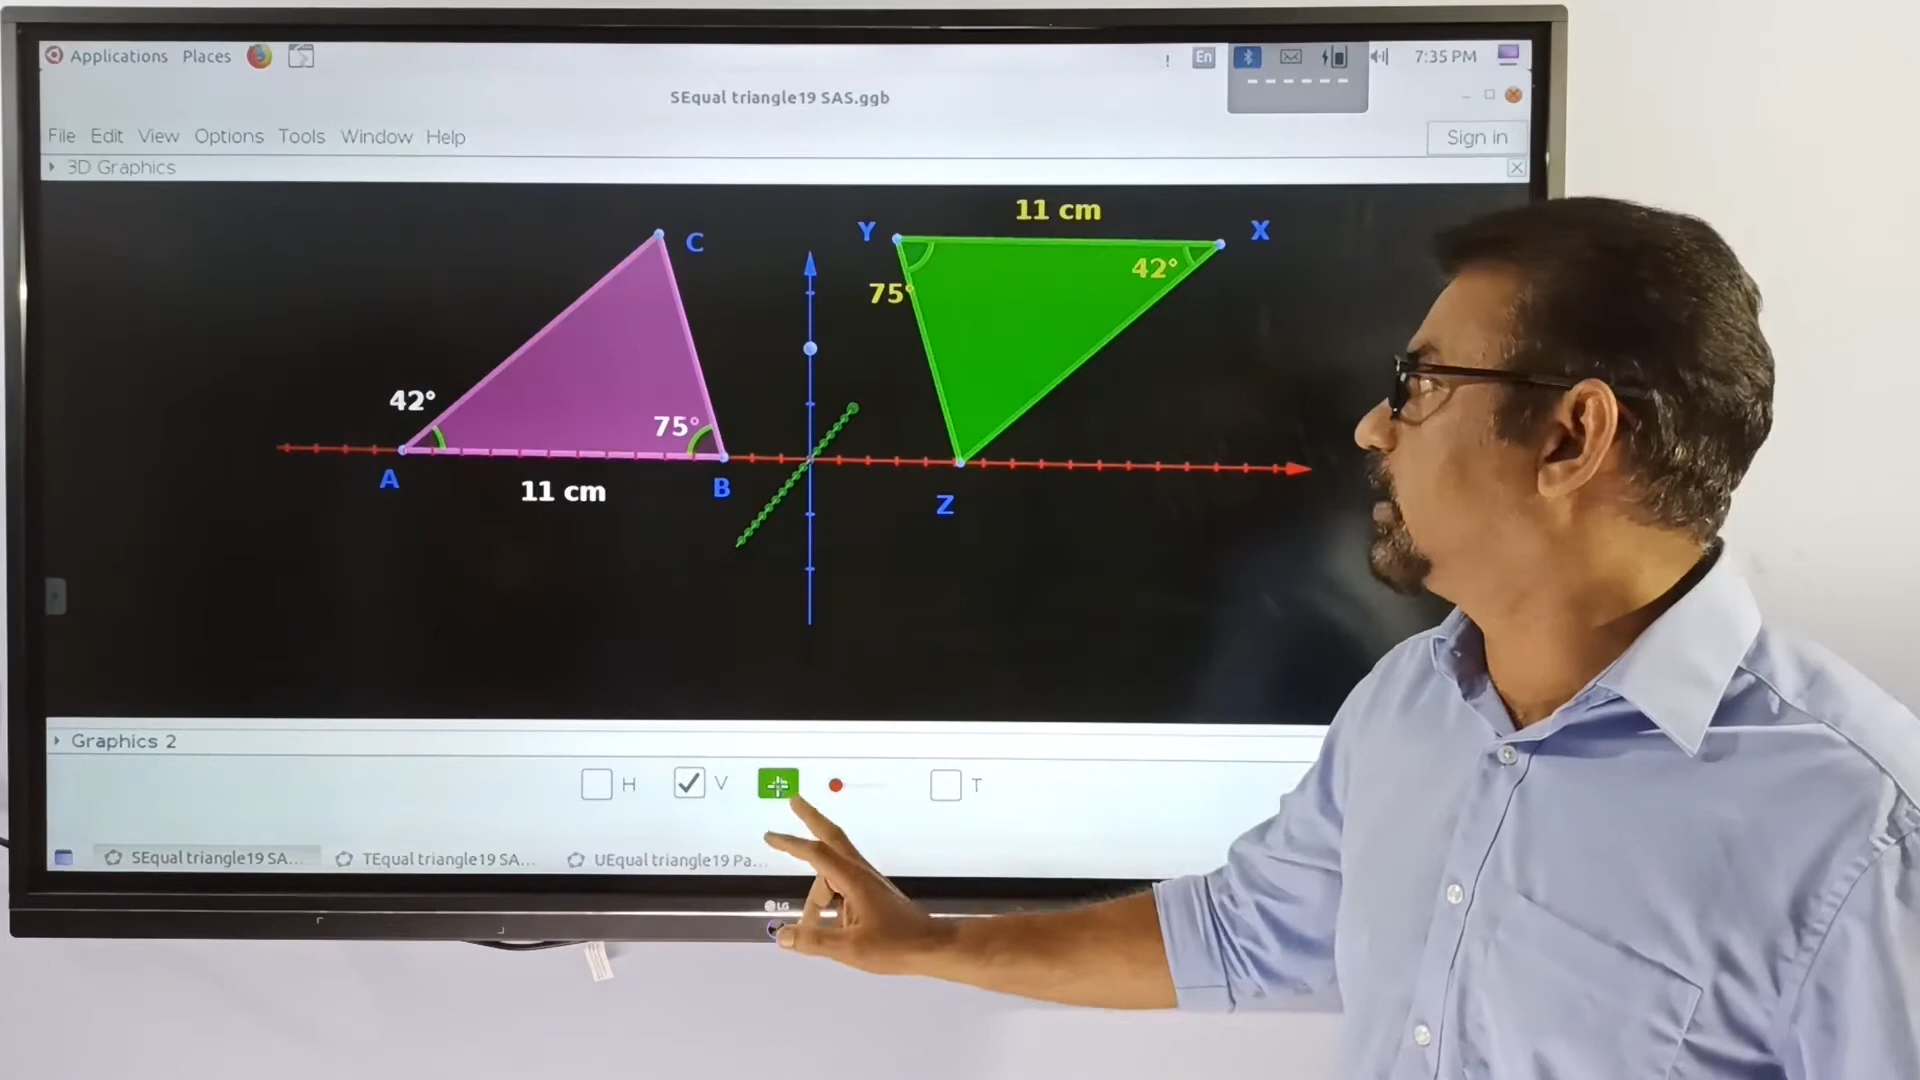 Applications Places
! En 7:35 PM
SEqual triangle19 SAS.ggb
File Edit View Options Tools Window Help
Sign in
3D Graphics
11 cm
Y X
C
42°
75°
42°
75°
A B
11 cm
Z
Graphics 2
H V T
SEqual triangle19 SA... TEqual triangle19 SA... UEqual triangle19 Pa...
LG